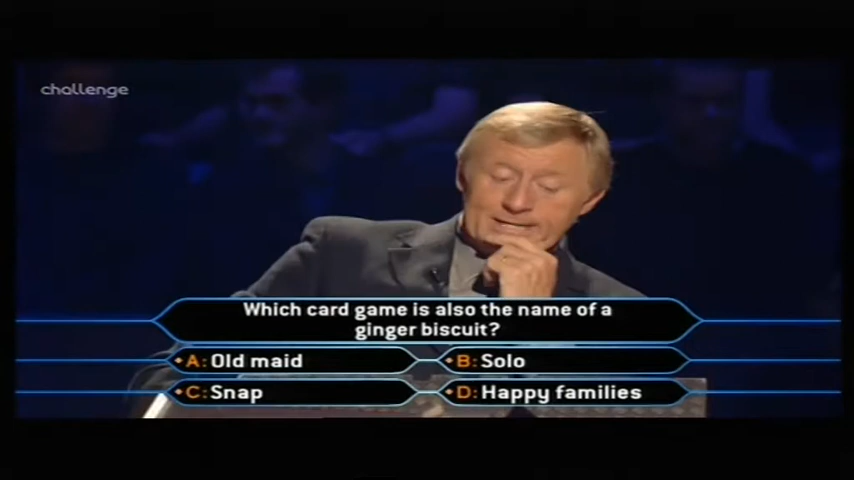 challenge
Which card game is also the name of a
ginger biscuit?
A: Old maid
B: Solo
C: Snap
D: Happy families